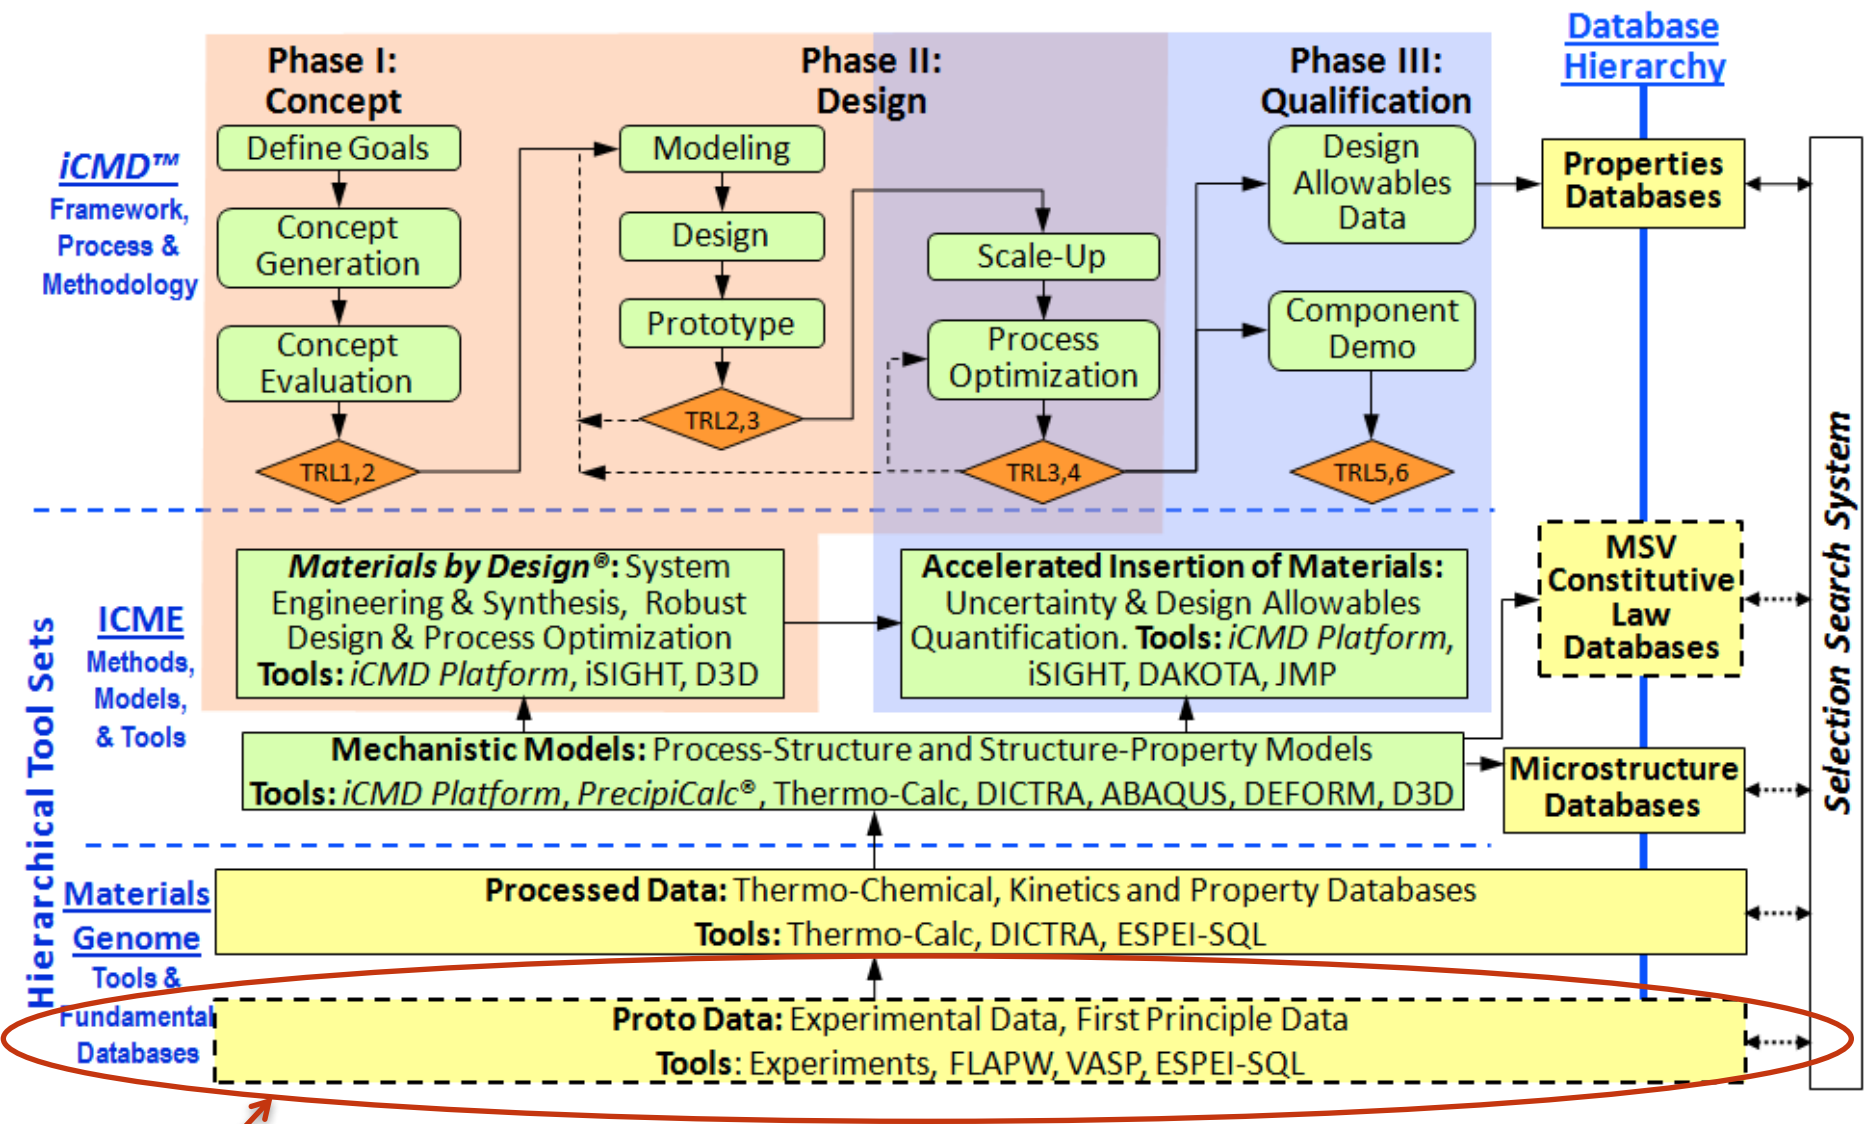 Database
Hierarchy
Phase I:
Concept
Phase II:
Design
Phase III:
Qualification
iCMD™
Framework,
Process &
Methodology
Define Goals
Concept
Generation
Concept
Evaluation
TRL1,2
Modeling
Design
Prototype
TRL2,3
Scale-Up
Process
Optimization
TRL3,4
Design
Allowables
Data
Component
Demo
TRL5,6
Properties
Databases
Selection Search System
Hierarchical Tool Sets
ICME
Methods,
Models,
& Tools
Materials by Design®: System
Engineering & Synthesis, Robust
Design & Process Optimization
Tools: iCMD Platform, iSIGHT, D3D
Accelerated Insertion of Materials:
Uncertainty & Design Allowables
Quantification. Tools: iCMD Platform,
iSIGHT, DAKOTA, JMP
MSV
Constitutive
Law
Databases
Mechanistic Models: Process-Structure and Structure-Property Models
Tools: iCMD Platform, PrecipiCalc®, Thermo-Calc, DICTRA, ABAQUS, DEFORM, D3D
Microstructure
Databases
Materials
Genome
Tools &
Fundamental
Databases
Processed Data: Thermo-Chemical, Kinetics and Property Databases
Tools: Thermo-Calc, DICTRA, ESPEI-SQL
Proto Data: Experimental Data, First Principle Data
Tools: Experiments, FLAPW, VASP, ESPEI-SQL